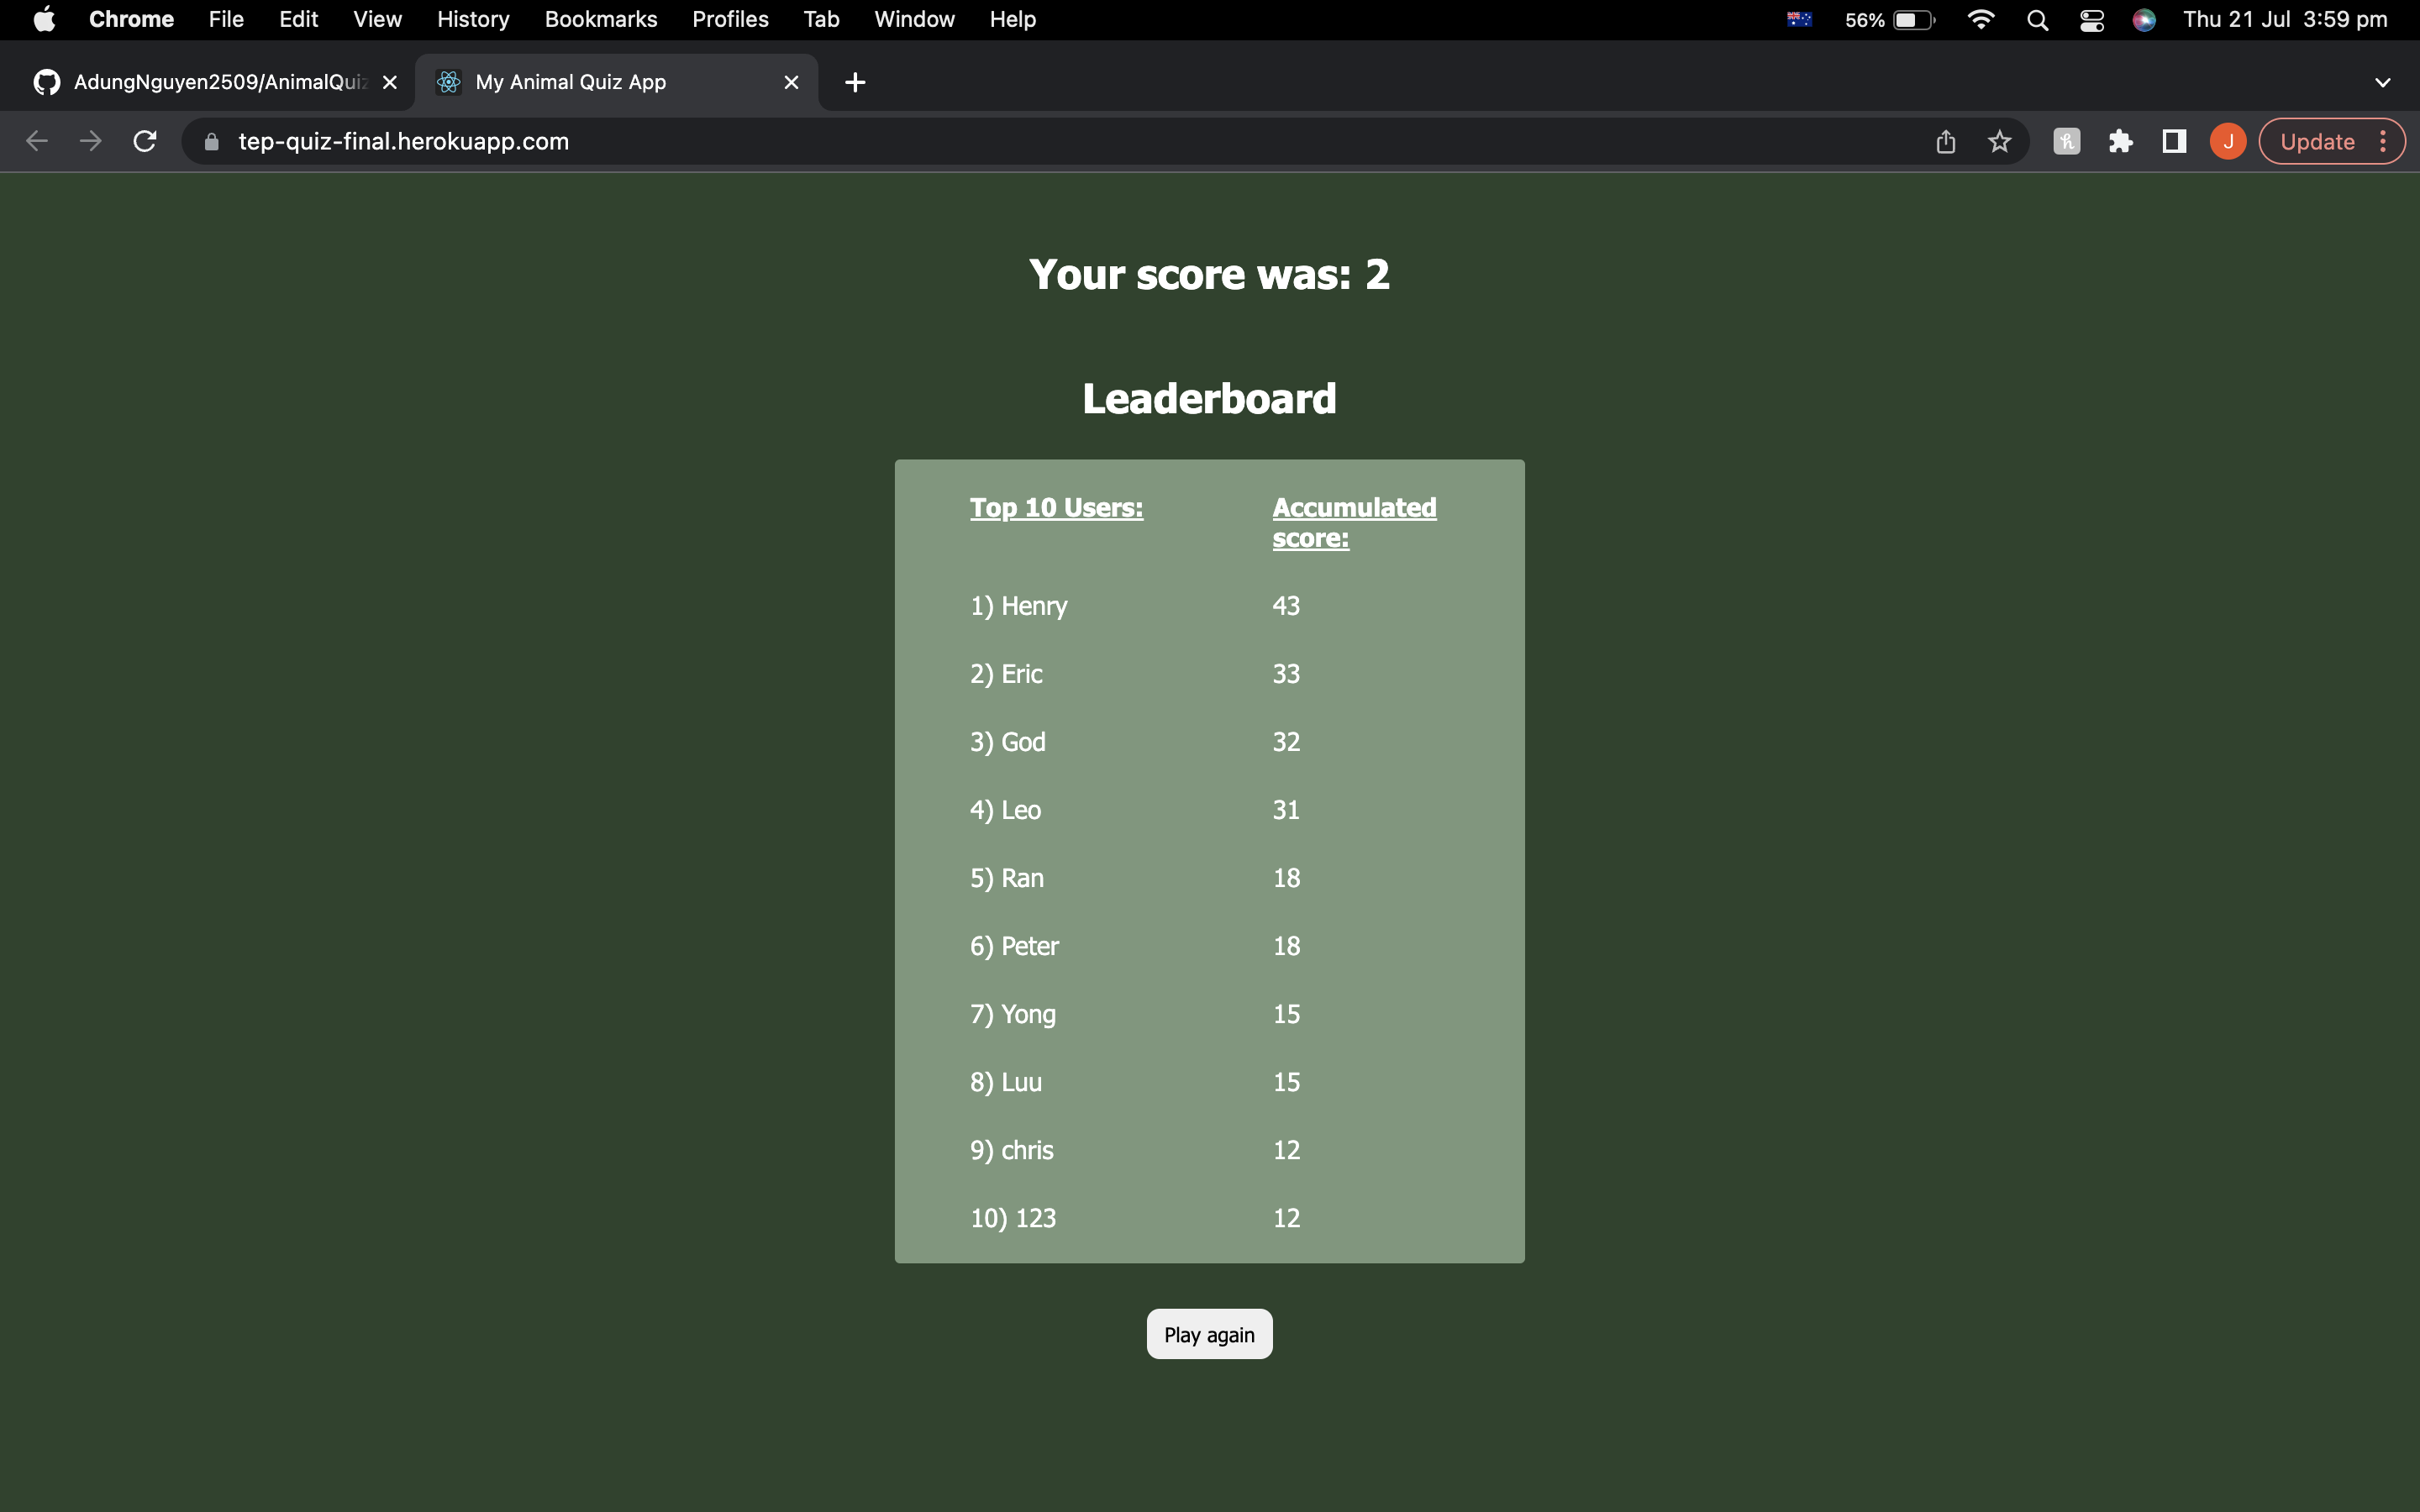 Chrome File Edit View History Bookmarks Profiles Tab Window Help 56% Thu 21 Jul 3:59 pm
AdungNguyen2509/AnimalQuiz My Animal Quiz App
tep-quiz-final.herokuapp.com J Update
Your score was: 2
Leaderboard
Top 10 Users: Accumulated
score:
1) Henry 43
2) Eric 33
3) God 32
4) Leo 31
5) Ran 18
6) Peter 18
7) Yong 15
8) Luu 15
9) chris 12
10) 123 12
Play again